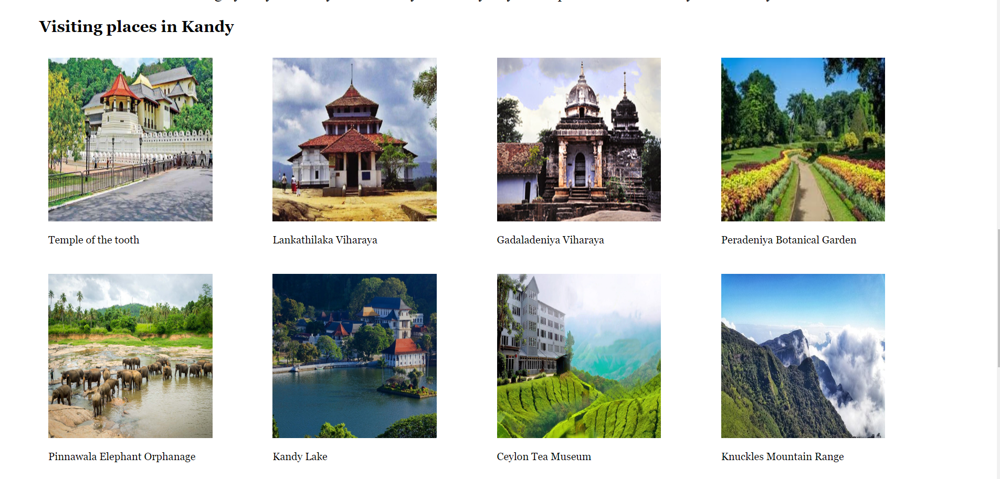 Visiting places in Kandy
Temple of the tooth
Lankathilaka Viharaya
Gadaladeniya Viharaya
Peradeniya Botanical Garden
Pinnawala Elephant Orphanage
Kandy Lake
Ceylon Tea Museum
Knuckles Mountain Range